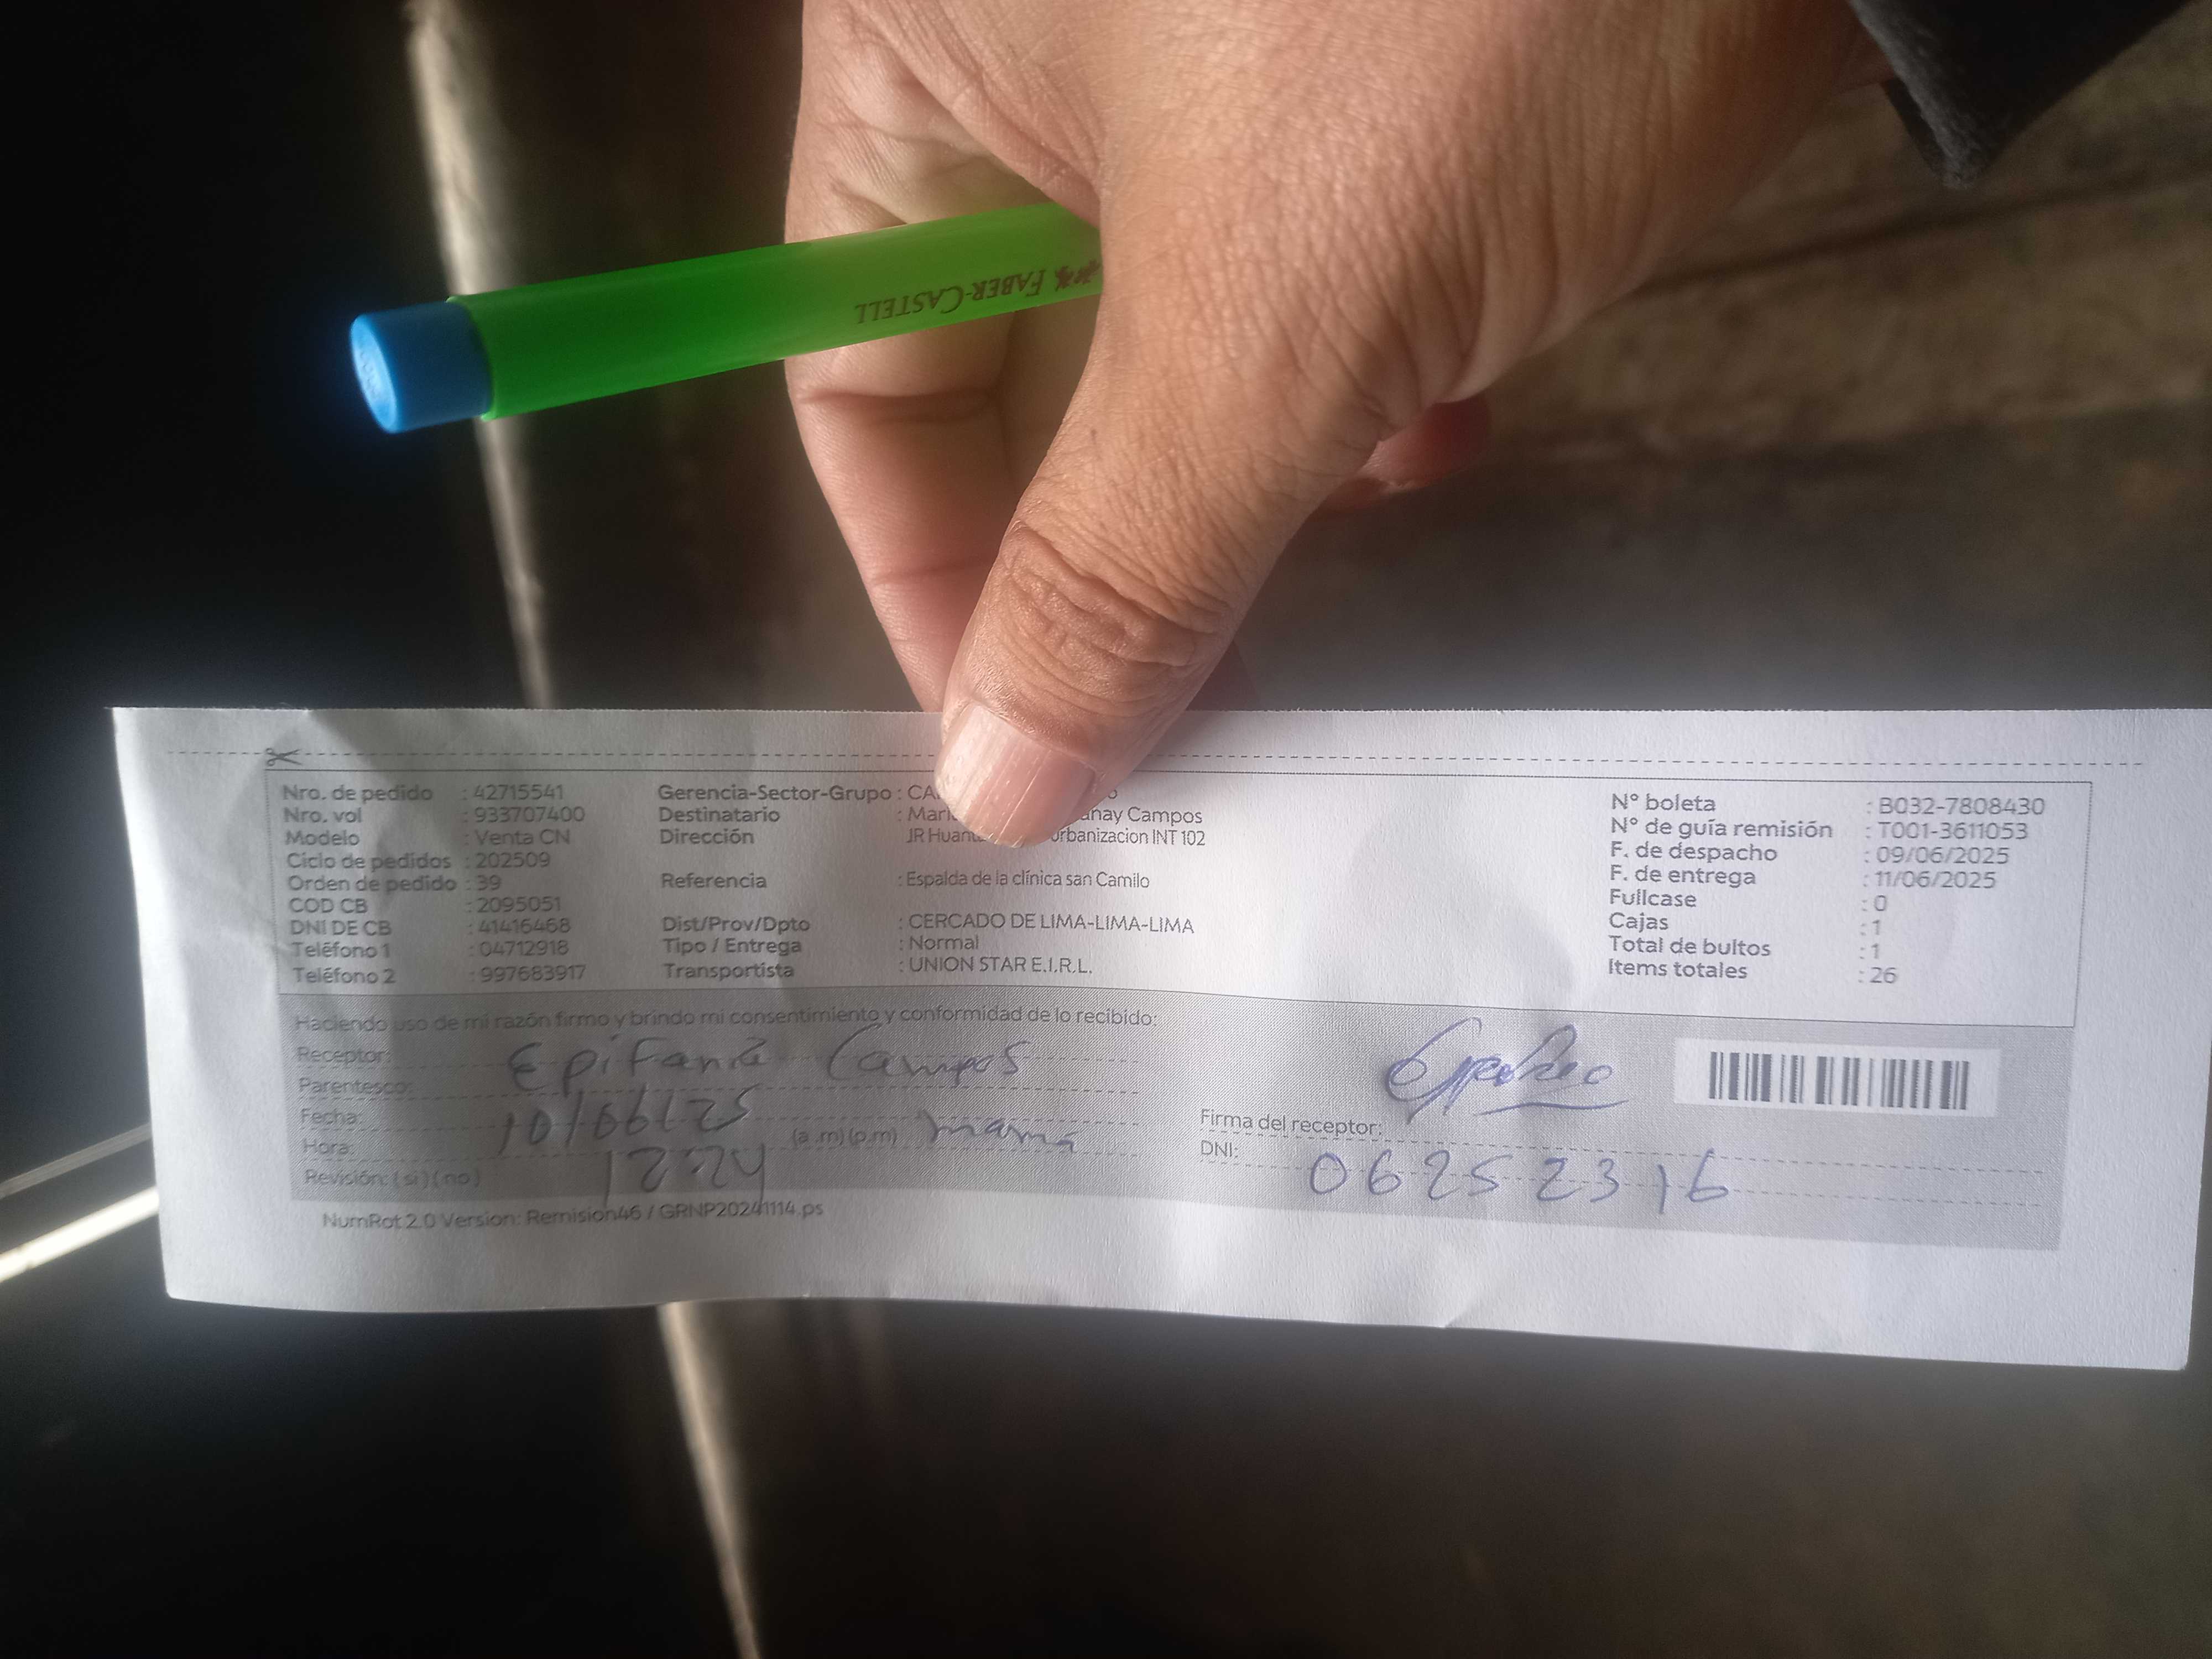 FABER-CASTELL
Nro. de pedido : 42715541
Nro. vol : 933707400
Modelo : Venta CN
Ciclo de pedidos : 202509
Orden de pedido : 39
COD CB : 2095051
DNI DE CB : 41416468
Teléfono 1 : 04712918
Teléfono 2 : 997683917
Gerencia-Sector-Grupo :
Destinatario : Campos
Dirección JR INT 102
Referencia : Espalda de la clínica san Camilo
Dist/Prov/Dpto : CERCADO DE LIMA-LIMA-LIMA
Tipo / Entrega : Normal
Transportista : UNION STAR E.I.R.L.
N° boleta : B032-7808430
N° de guía remisión : T001-3611053
F. de despacho : 09/06/2025
F. de entrega : 11/06/2025
Fullcase : 0
Cajas : 1
Total de bultos : 1
Items totales : 26
Haciendo uso de mi razón firmo y brindo mi consentimiento y conformidad de lo recibido:
Receptor: Epifania Campos
Parentesco:
Fecha: 10/06/25
Hora: (a .m) (p.m) mama
Revisión: ( si ) ( no ) 12:24
Firma del receptor:
DNI: 06252316
NumRot 2.0 Version: Remision46 / GRNP20241114.ps